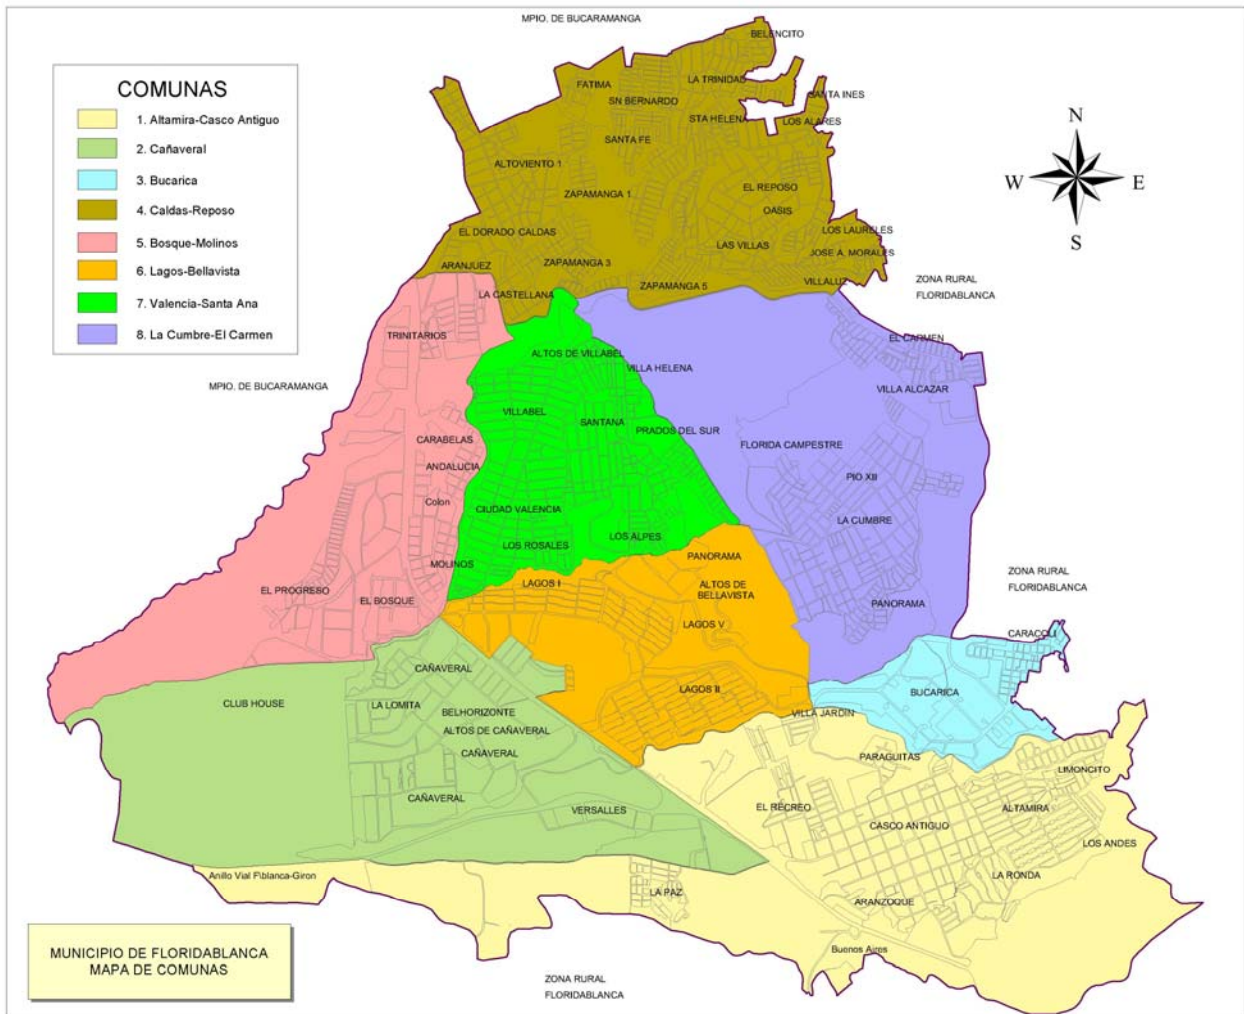 MPIO. DE BUCARAMANGA
COMUNAS
1. Altamira-Casco Antiguo
2. Cañaveral
3. Bucarica
4. Caldas-Reposo
5. Bosque-Molinos
6. Lagos-Bellavista
7. Valencia-Santa Ana
8. La Cumbre-El Carmen
N
W
E
S
BELENCITO
FATIMA
LA TRINIDAD
SN BERNARDO
SANTA INES
STA HELENA
LOS ALARES
SANTA FE
ALTOVIENTO 1
ZAPAMANGA 1
EL REPOSO
OASIS
EL DORADO
CALDAS
LOS LAURELES
LAS VILLAS
JOSE A. MORALES
ARANJUEZ
ZAPAMANGA 3
ZAPAMANGA 5
VILLALUZ
LA CASTELLANA
ZONA RURAL
FLORIDABLANCA
TRINITARIOS
MPIO. DE BUCARAMANGA
ALTOS DE VILLABEL
VILLA HELENA
EL CARMEN
VILLA ALCAZAR
VILLABEL
SANTANA
PRADOS DEL SUR
CARABELAS
ANDALUCIA
FLORIDA CAMPESTRE
PIO XII
Colon
CIUDAD VALENCIA
LA CUMBRE
LOS ROSALES
LOS ALPES
MOLINOS
PANORAMA
EL PROGRESO
EL BOSQUE
LAGOS I
ALTOS DE
BELLAVISTA
PANORAMA
LAGOS V
ZONA RURAL
FLORIDABLANCA
CARACOLI
CAÑAVERAL
LAGOS II
BUCARICA
CLUB HOUSE
LA LOMITA
BELHORIZONTE
VILLA JARDIN
ALTOS DE CAÑAVERAL
CAÑAVERAL
PARAGUITAS
LIMONCITO
CAÑAVERAL
VERSALLES
EL RECREO
ALTAMIRA
CASCO ANTIGUO
LOS ANDES
Anillo Vial F/blanca-Giron
LA RONDA
LA PAZ
ARANZOQUE
Buenos Aires
MUNICIPIO DE FLORIDABLANCA
MAPA DE COMUNAS
ZONA RURAL
FLORIDABLANCA